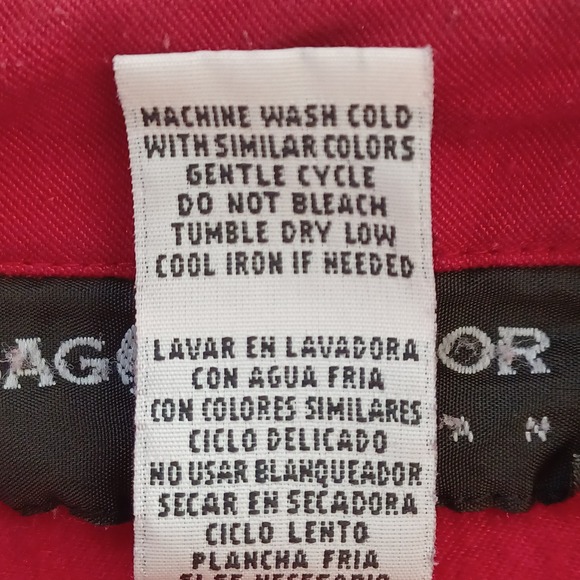 MACHINE WASH COLD
WITH SIMILAR COLORS
GENTLE CYCLE
DO NOT BLEACH
TUMBLE DRY LOW
COOL IRON IF NEEDED
LAVAR EN LAVADORA
CON AGUA FRIA
CON COLORES SIMILARES
CICLO DELICADO
NO USAR BLANQUEADOR
SECAR EN SECADORA
CICLO LENTO
PLANCHA FRIA